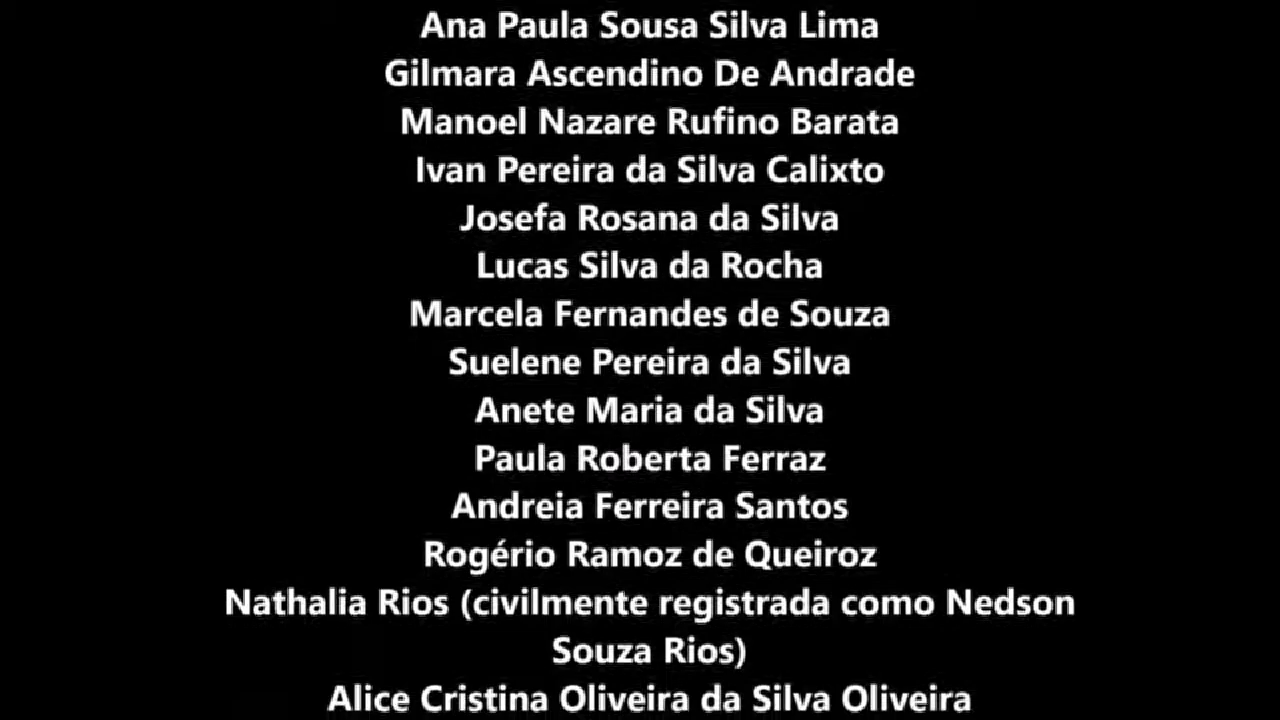 Ana Paula Sousa Silva Lima
Gilmara Ascendino De Andrade
Manoel Nazare Rufino Barata
Ivan Pereira da Silva Calixto
Josefa Rosana da Silva
Lucas Silva da Rocha
Marcela Fernandes de Souza
Suelene Pereira da Silva
Anete Maria da Silva
Paula Roberta Ferraz
Andreia Ferreira Santos
Rogério Ramoz de Queiroz
Nathalia Rios (civilmente registrada como Nedson
Souza Rios)
Alice Cristina Oliveira da Silva Oliveira